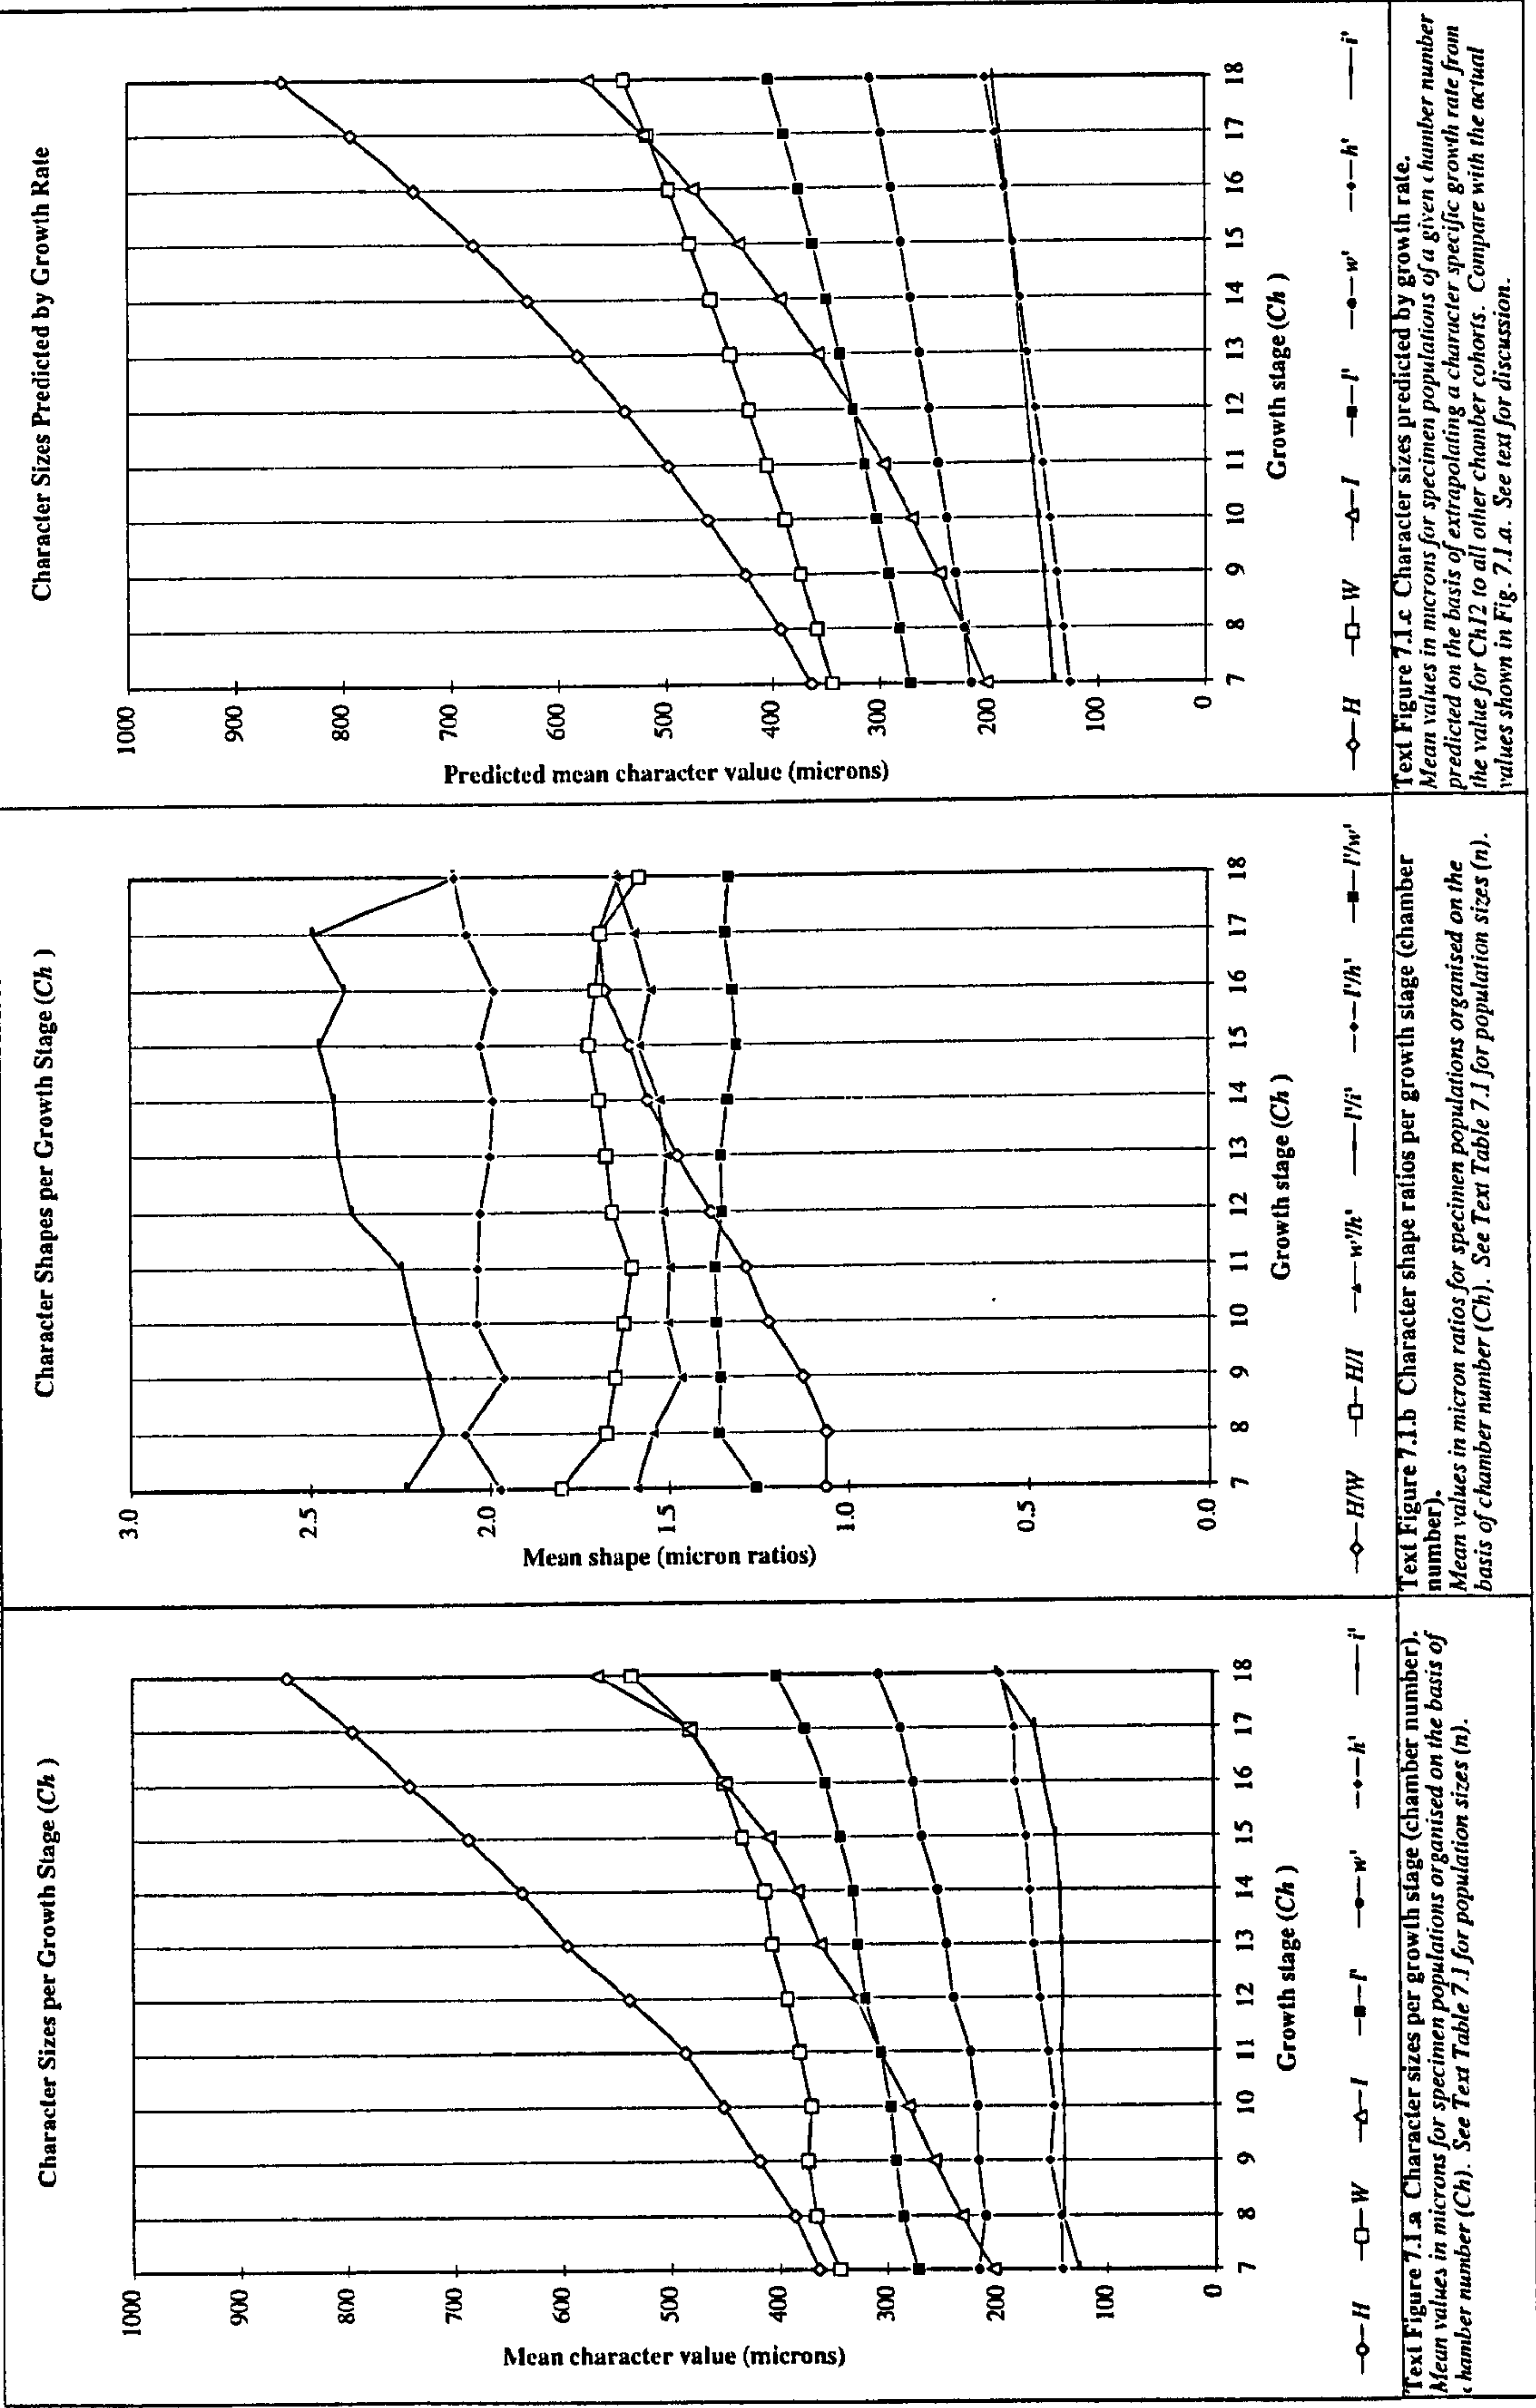 Character Sizes per Growth Stage (Ch )
Mean character value (microns)
1000
900
800
700
600
500
400
300
200
100
0
7 8 9 10 11 12 13 14 15 16 17 18
Growth stage (Ch )
H W I l' w' h' i'
Text Figure 7.1.a Character sizes per growth stage (chamber number).
Mean values in microns for specimen populations organised on the basis of
chamber number (Ch). See Text Table 7.1 for population sizes (n).
Character Shapes per Growth Stage (Ch )
Mean shape (micron ratios)
3.0
2.5
2.0
1.5
1.0
0.5
0.0
7 8 9 10 11 12 13 14 15 16 17 18
Growth stage (Ch )
H/W H/I w'/h' l'/i' l'/h' l'/w'
Text Figure 7.1.b Character shape ratios per growth stage (chamber
number).
Mean values in micron ratios for specimen populations organised on the
basis of chamber number (Ch). See Text Table 7.1 for population sizes (n).
Character Sizes Predicted by Growth Rate
Predicted mean character value (microns)
1000
900
800
700
600
500
400
300
200
100
0
7 8 9 10 11 12 13 14 15 16 17 18
Growth stage (Ch )
H W I l' w' h' i'
Text Figure 7.1.c Character sizes predicted by growth rate.
Mean values in microns for specimen populations of a given chamber number
predicted on the basis of extrapolating a character specific growth rate from
the value for Ch12 to all other chamber cohorts. Compare with the actual
values shown in Fig. 7.1.a. See text for discussion.